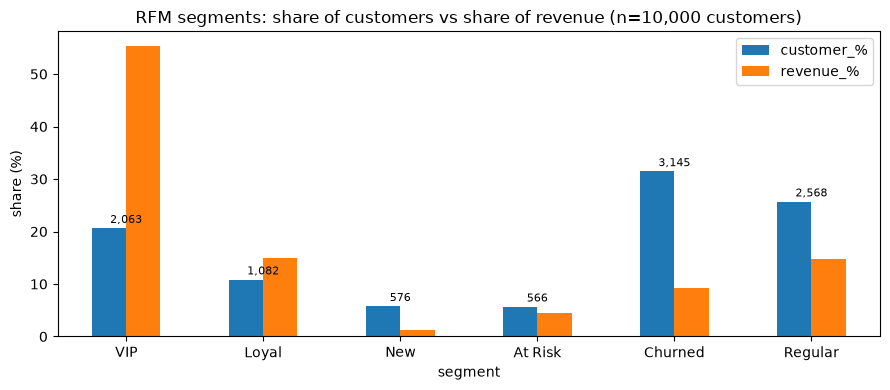 RFM segments: share of customers vs share of revenue (n=10,000 customers)
customer_%
revenue_%
share (%)
50
40
30
20
10
0
2,063
1,082
576
566
3,145
2,568
VIP Loyal New At Risk Churned Regular
segment